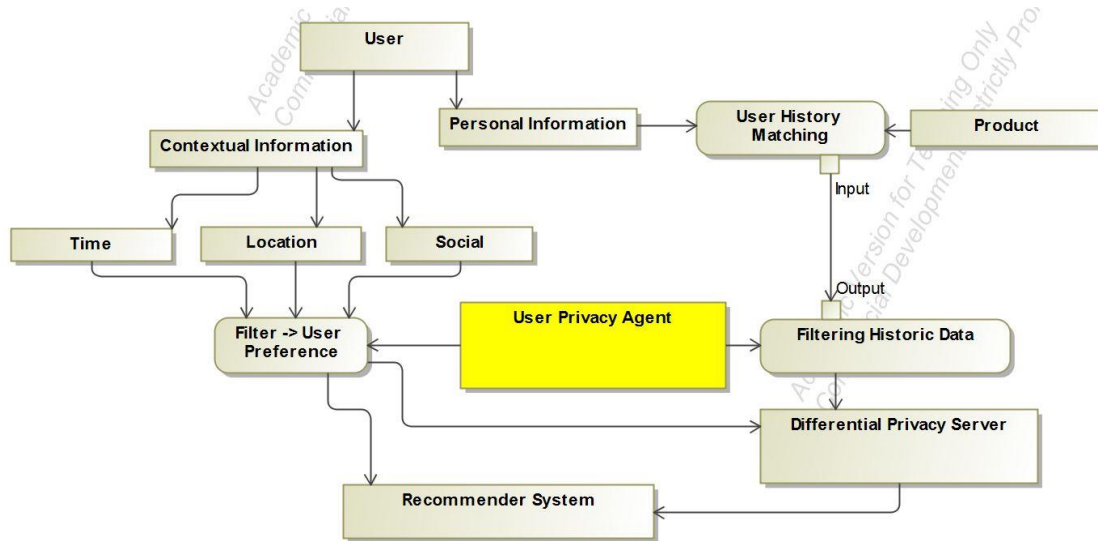 User
Personal Information
User History
Matching
Product
Contextual Information
Input
Time
Location
Social
Output
Filter -> User
Preference
User Privacy Agent
Filtering Historic Data
Differential Privacy Server
Recommender System
Academic